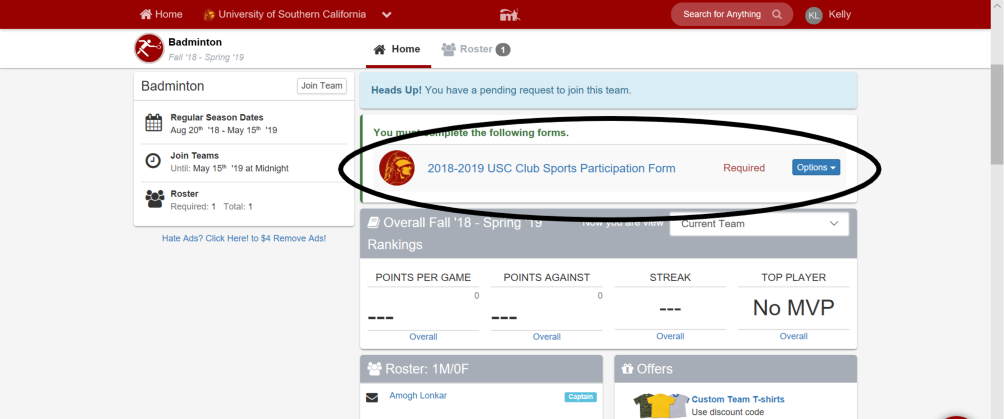 Home University of Southern California im Search for Anything KL Kelly
Badminton
Fall '18 - Spring '19
Home Roster 1
Badminton Join Team
Regular Season Dates
Aug 20th '18 - May 15th '19
Join Teams
Until: May 15th '19 at Midnight
Roster
Required: 1 Total: 1
Hate Ads? Click Here! to $4 Remove Ads!
Heads Up! You have a pending request to join this team.
You must complete the following forms.
2018-2019 USC Club Sports Participation Form Required Options
Overall Fall '18 - Spring '19 Now you are view Current Team
Rankings
POINTS PER GAME POINTS AGAINST STREAK TOP PLAYER
0 0
--- --- --- No MVP
Overall Overall Overall Overall
Roster: 1M/0F
Amogh Lonkar Captain
Offers
Custom Team T-shirts
Use discount code